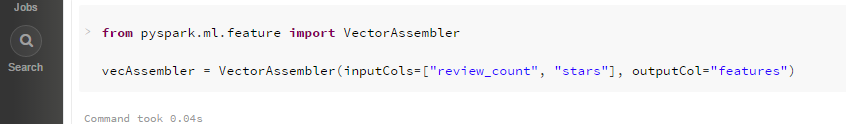 Jobs
Search
> from pyspark.ml.feature import VectorAssembler
vecAssembler = VectorAssembler(inputCols=["review_count", "stars"], outputCol="features")
Command took 0.04s